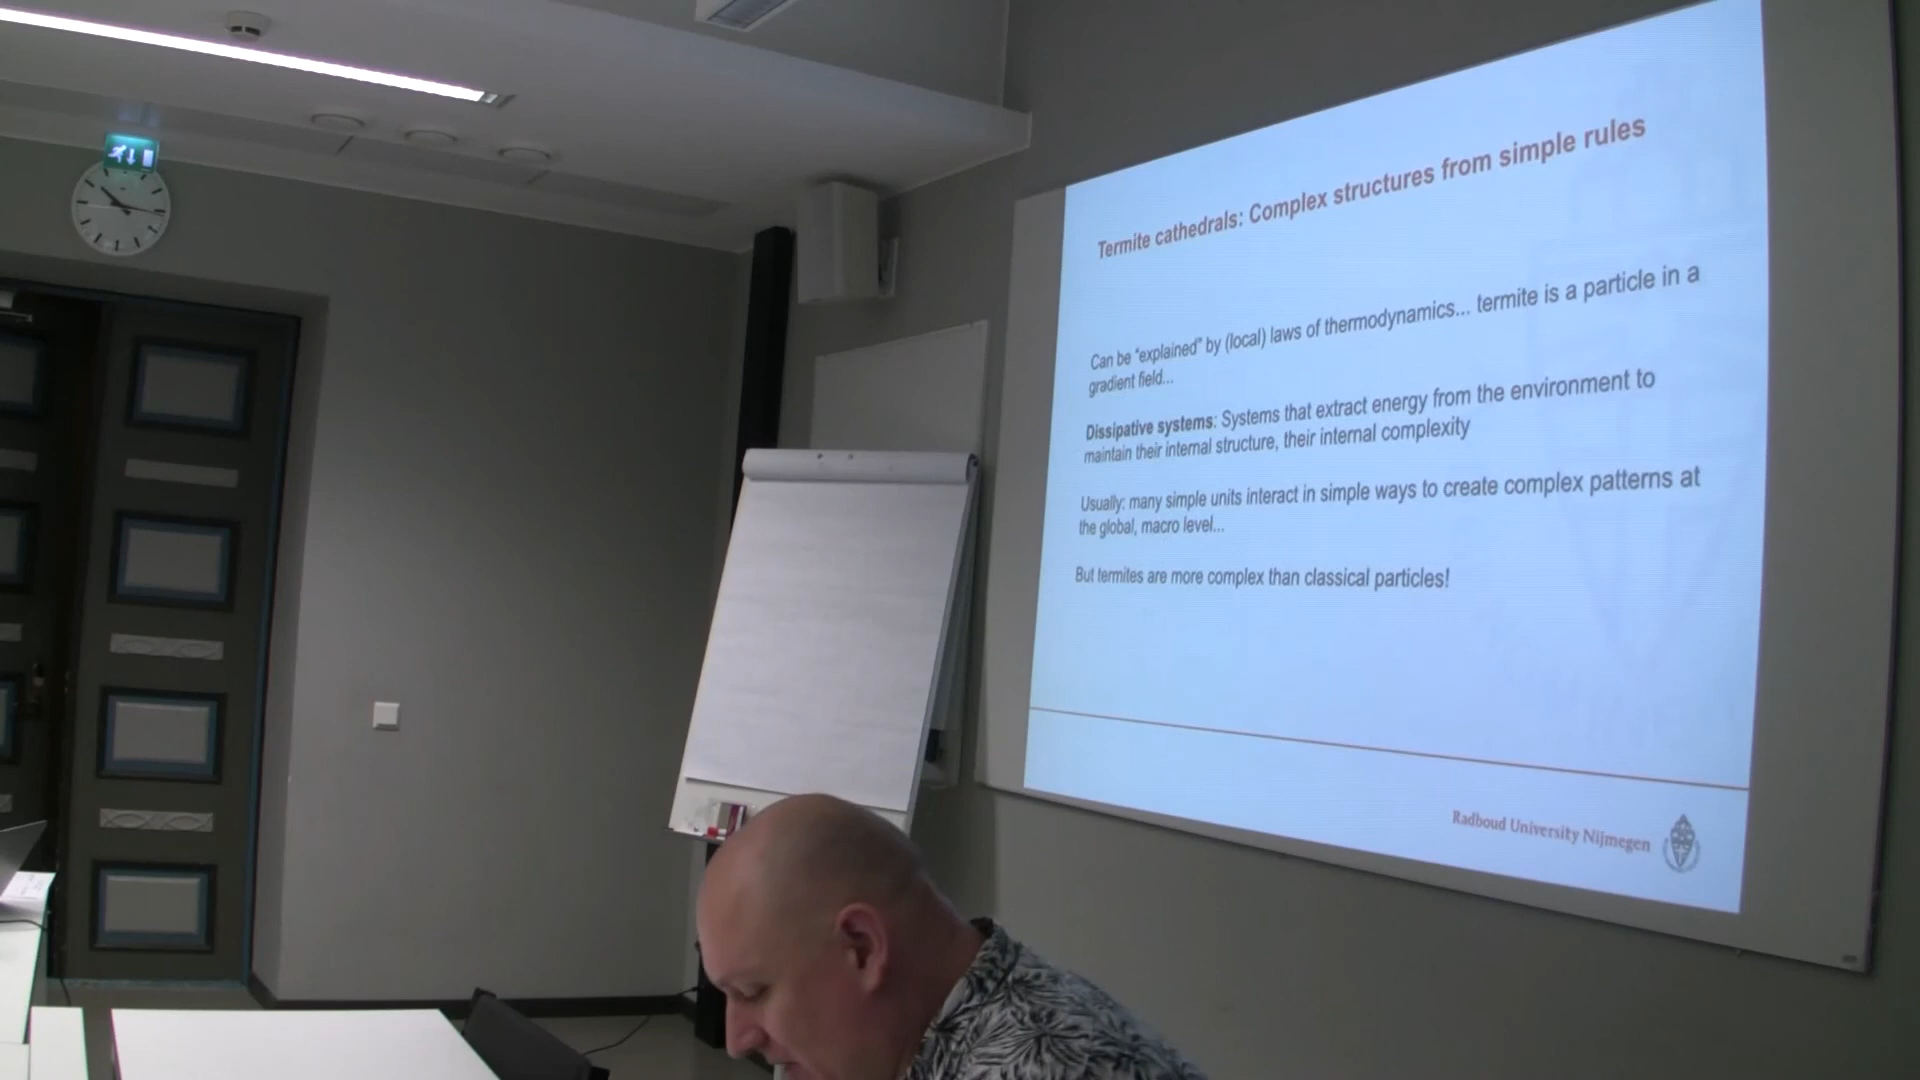 Termite cathedrals: Complex structures from simple rules
Can be “explained” by (local) laws of thermodynamics... termite is a particle in a
gradient field...
Dissipative systems: Systems that extract energy from the environment to
maintain their internal structure, their internal complexity
Usually: many simple units interact in simple ways to create complex patterns at
the global, macro level...
But termites are more complex than classical particles!
Radboud University Nijmegen